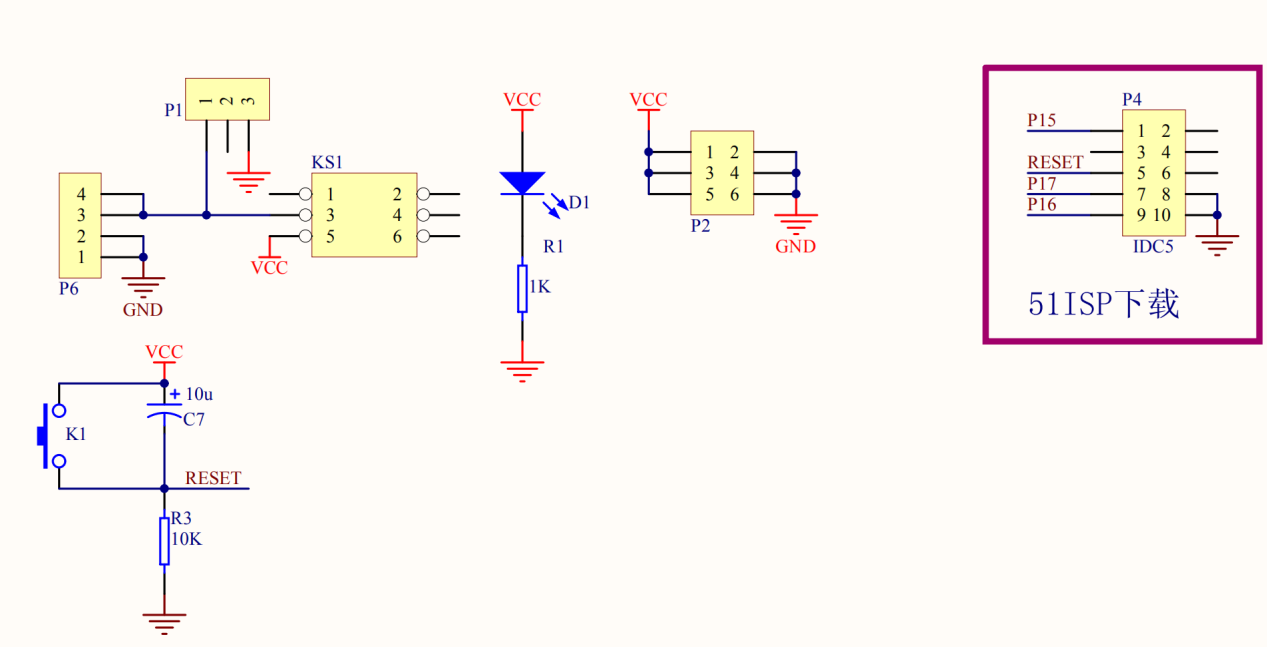 P1
1 2 3
KS1
1 2
3 4
5 6
VCC
4
3
2
1
P6
GND
VCC
D1
R1
1K
VCC
1 2
3 4
5 6
P2
GND
P4
P15
1 2
3 4
RESET
5 6
P17
7 8
P16
9 10
IDC5
51ISP下载
VCC
+ 10u
C7
K1
RESET
R3
10K